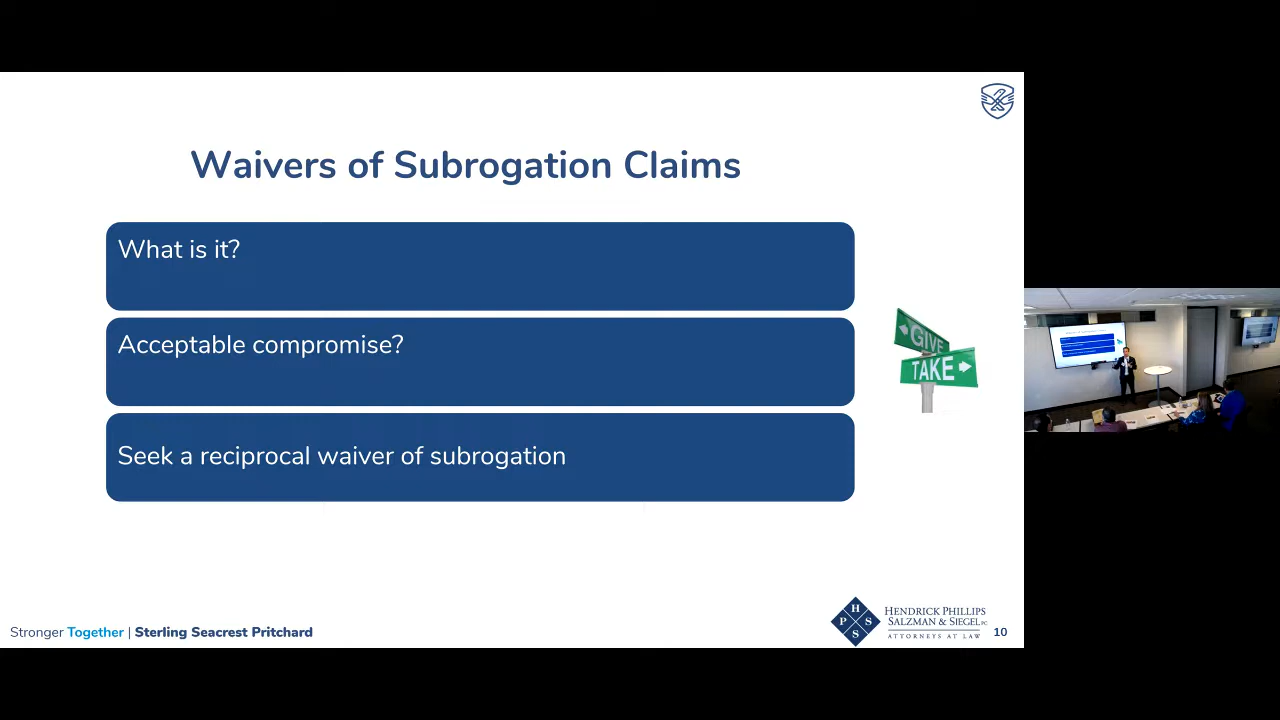 Waivers of Subrogation Claims
What is it?
Acceptable compromise?
Seek a reciprocal waiver of subrogation
GIVE
TAKE
Stronger Together | Sterling Seacrest Pritchard
H
P S
S
HENDRICK PHILLIPS
SALZMAN & SIEGEL PC
ATTORNEYS AT LAW
10